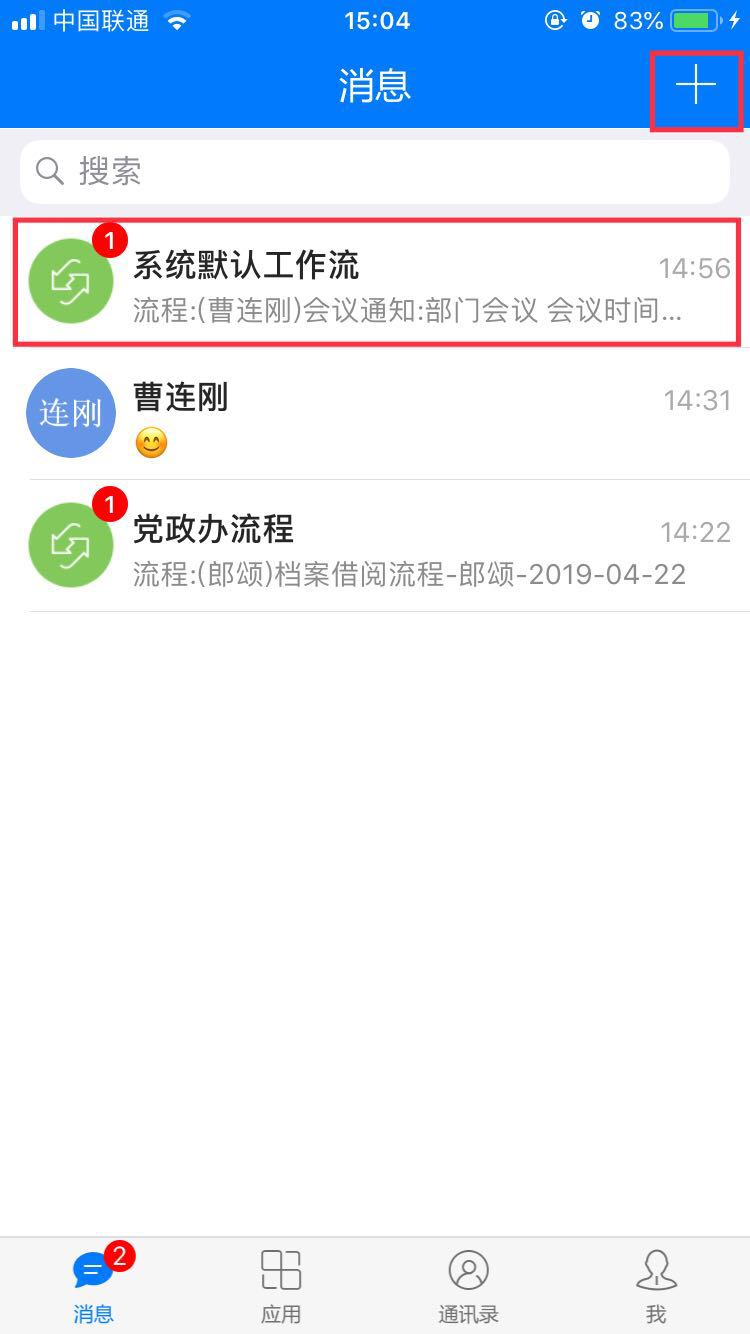 中国联通 15:04 83%
消息
搜索
1
系统默认工作流 14:56
流程:(曹连刚)会议通知:部门会议 会议时间...
连刚
曹连刚 14:31
😊
1
党政办流程 14:22
流程:(郎颂)档案借阅流程-郎颂-2019-04-22
2
消息 应用 通讯录 我